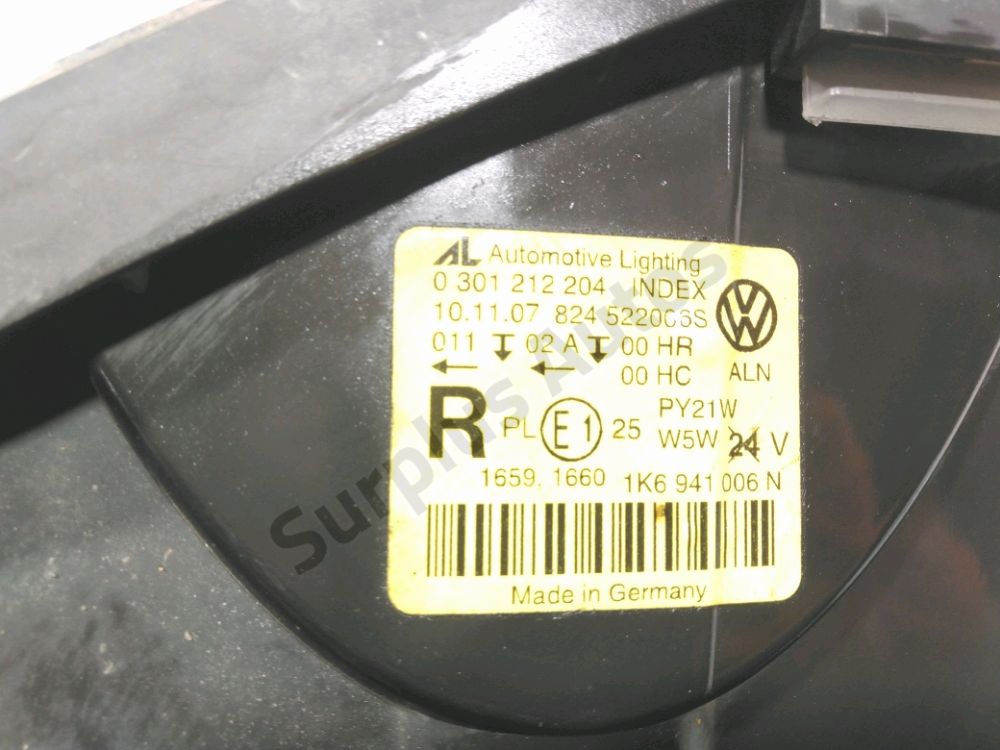 AL Automotive Lighting
0 301 212 204 INDEX
10.11.07 824 522006S
011 02 A 00 HR
00 HC ALN
R PL E1 25 PY21W
W5W 24 V
1659, 1660 1K6 941 006 N
Made in Germany
Surplus Autos